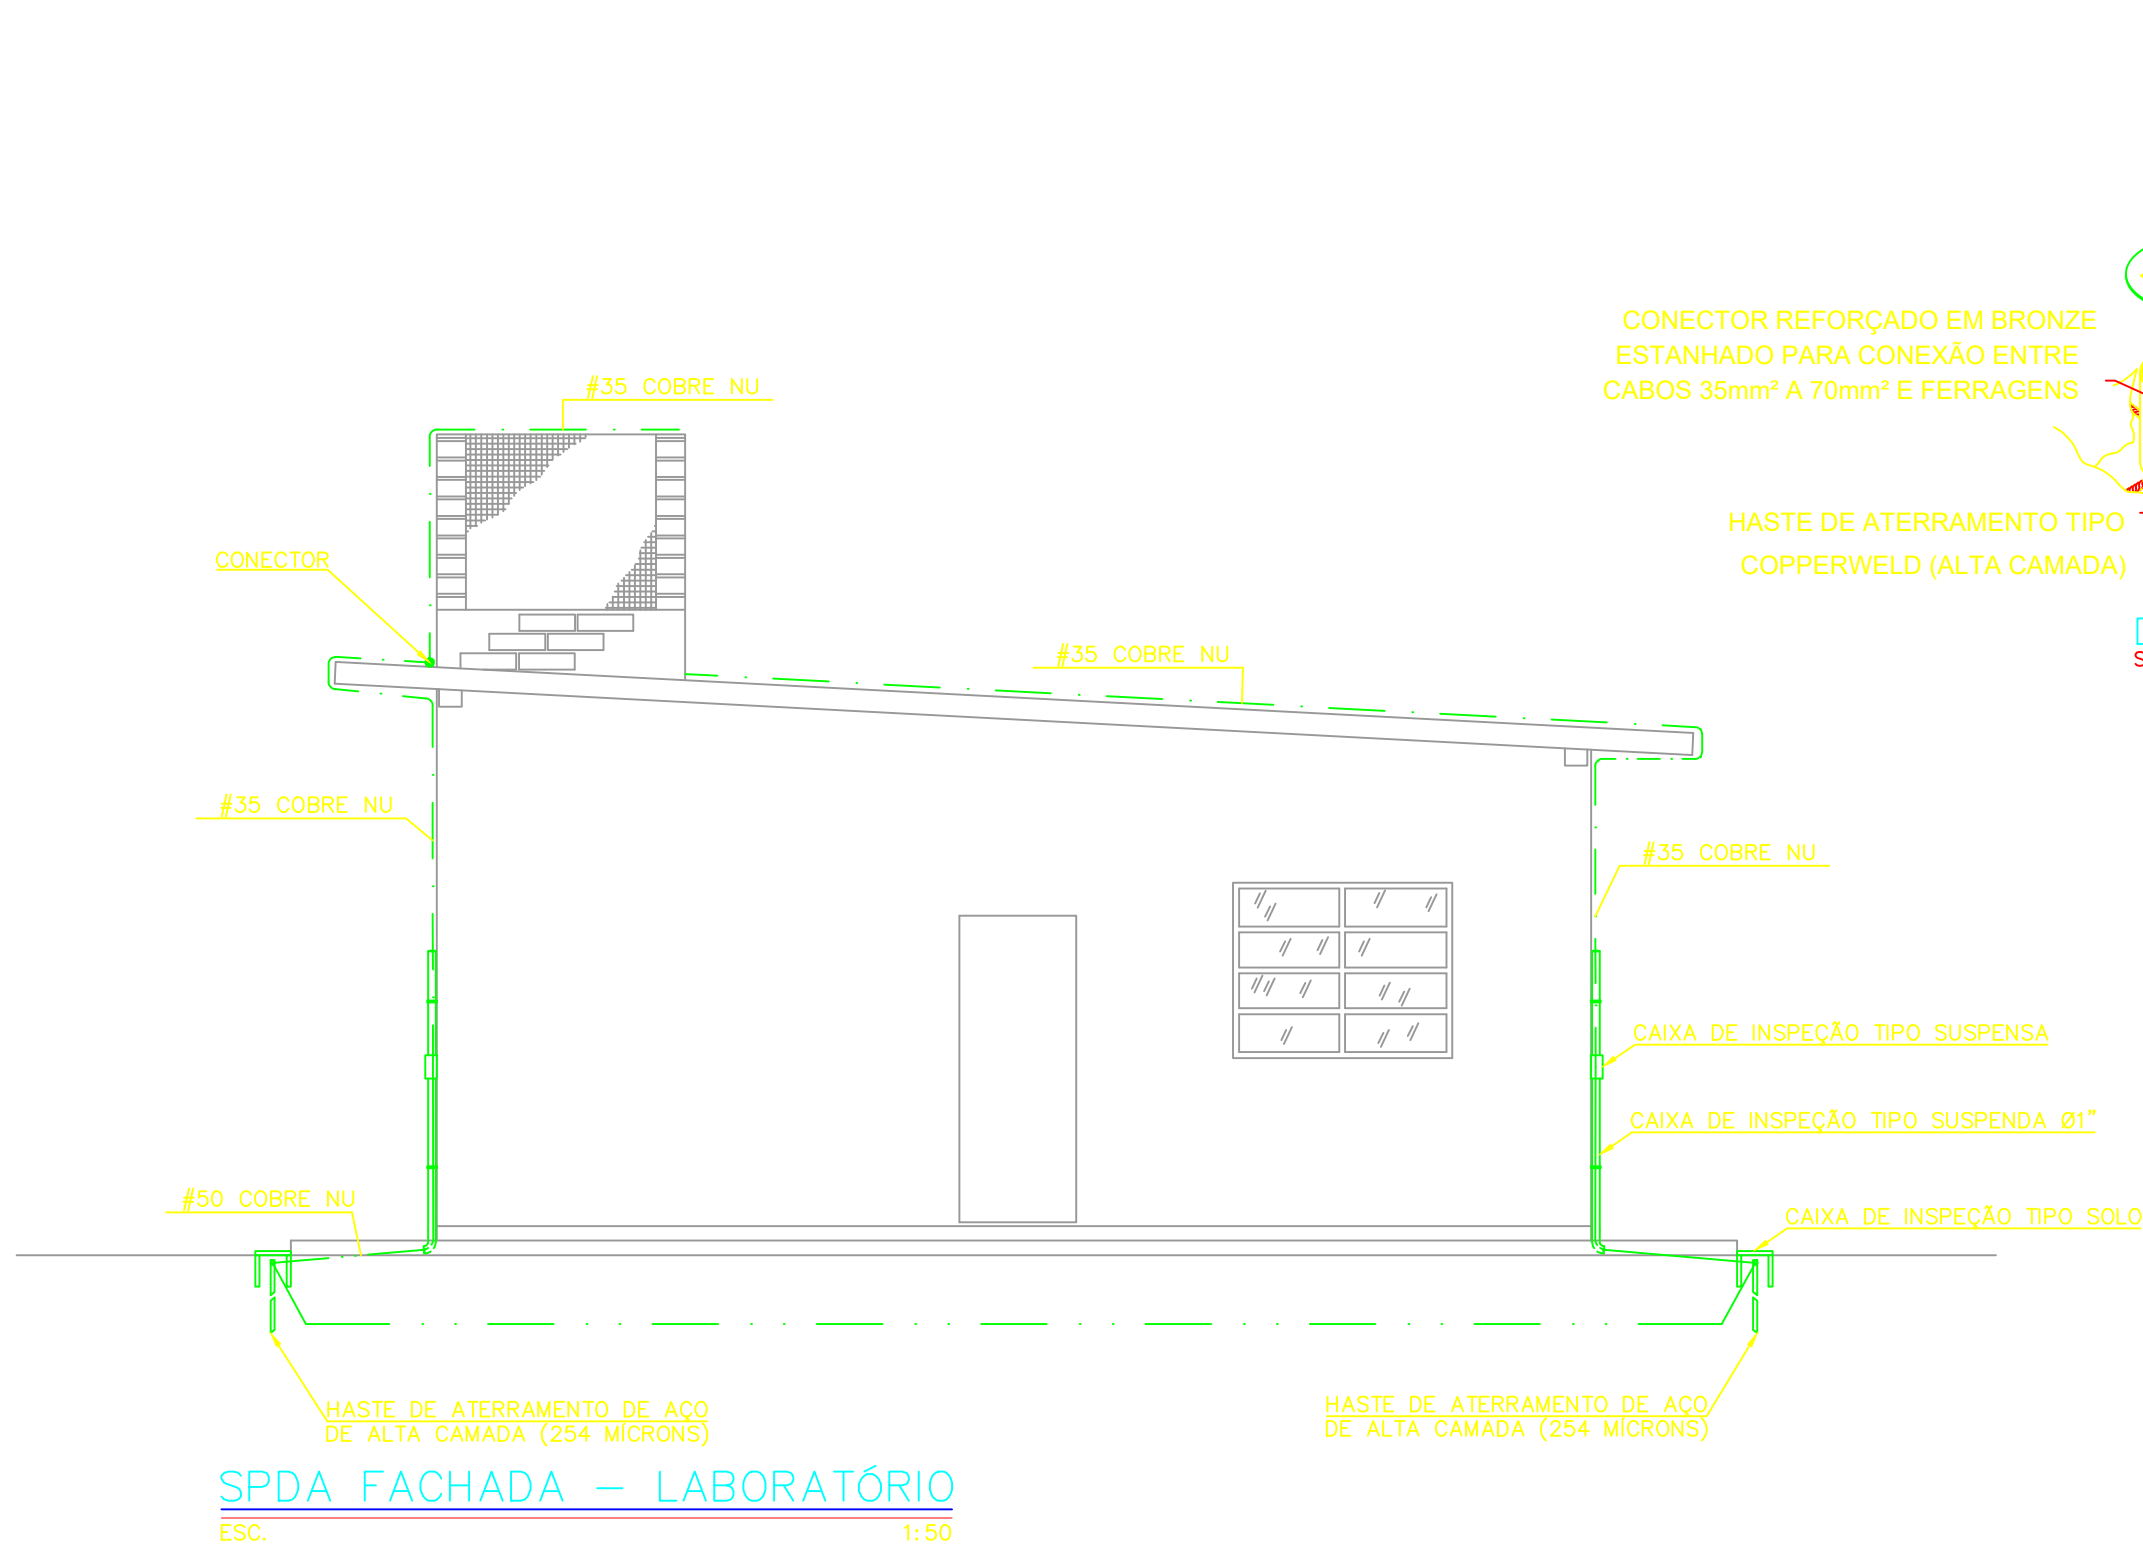 CONECTOR REFORÇADO EM BRONZE
ESTANHADO PARA CONEXÃO ENTRE
CABOS 35mm² A 70mm² E FERRAGENS
#35 COBRE NU
HASTE DE ATERRAMENTO TIPO
COPPERWELD (ALTA CAMADA)
CONECTOR
#35 COBRE NU
#35 COBRE NU
#35 COBRE NU
CAIXA DE INSPEÇÃO TIPO SUSPENSA
CAIXA DE INSPEÇÃO TIPO SUSPENDA Ø1”
#50 COBRE NU
CAIXA DE INSPEÇÃO TIPO SOLO
HASTE DE ATERRAMENTO DE AÇO
DE ALTA CAMADA (254 MÍCRONS)
HASTE DE ATERRAMENTO DE AÇO
DE ALTA CAMADA (254 MÍCRONS)
SPDA FACHADA – LABORATÓRIO
ESC. 1:50